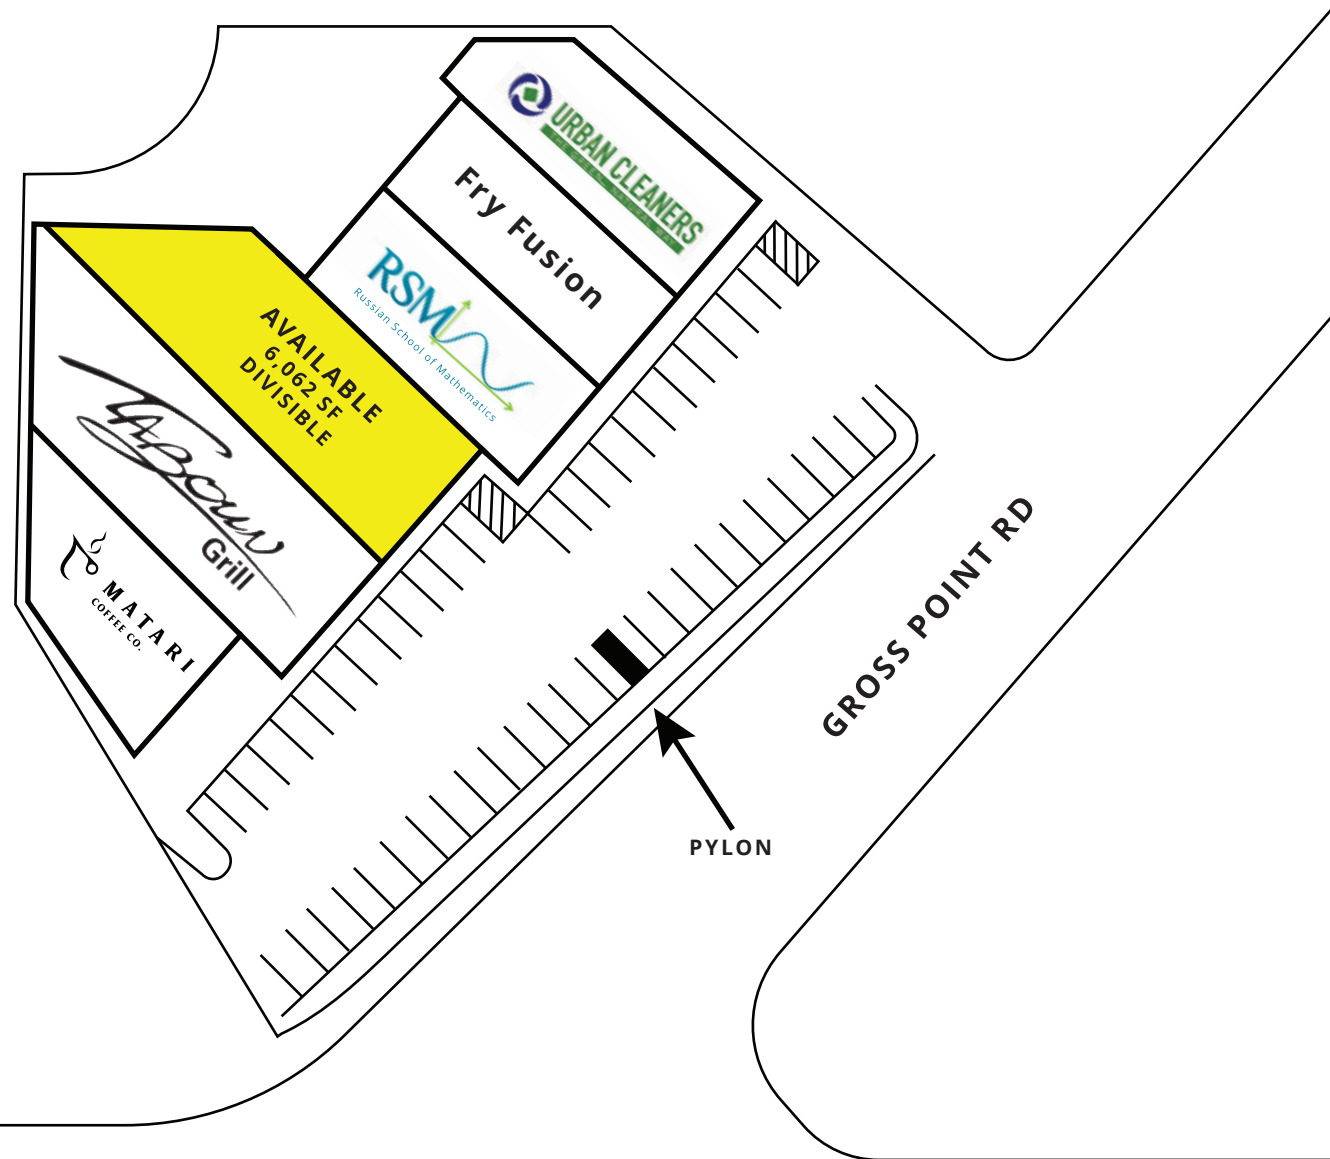 URBAN CLEANERS
Fry Fusion
RSM
Russian School of Mathematics
AVAILABLE
6,062 SF
DIVISIBLE
TABOUN
Grill
MATARI
COFFEE CO.
GROSS POINT RD
PYLON